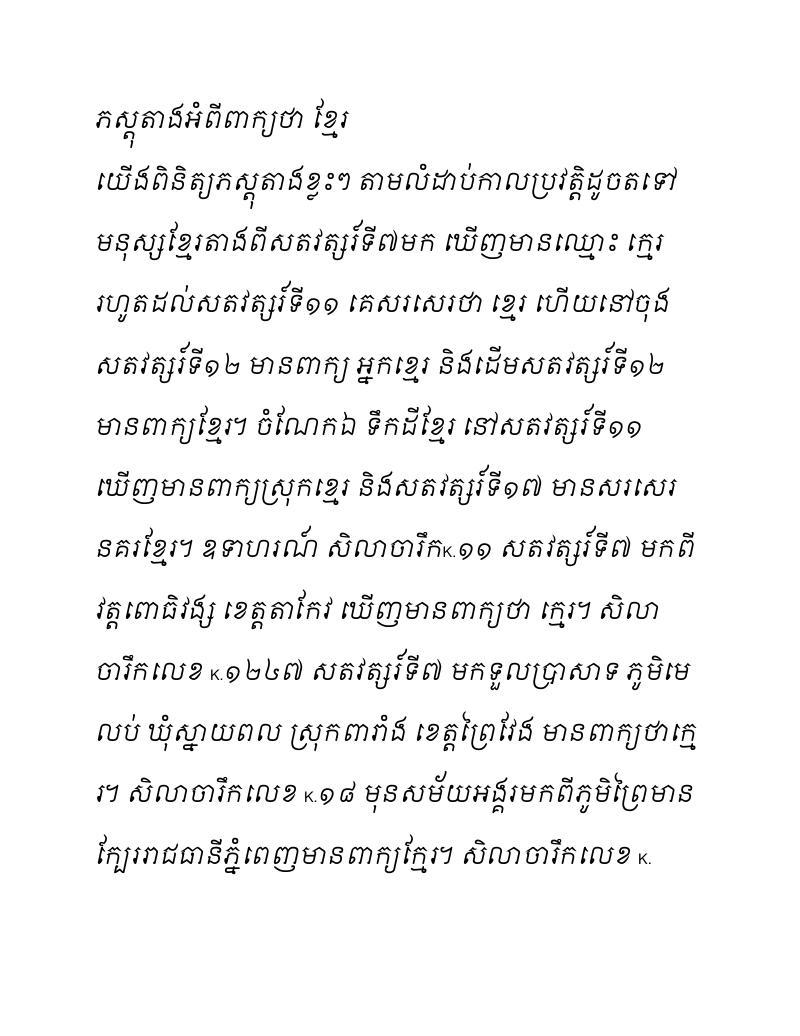 ភស្តុតាងអំពីពាក្យថា ខ្មែរ
យើងពិនិត្យភស្តុតាងខ្លះៗ តាមលំដាប់កាលប្រវត្តិដូចតទៅ
មនុស្សខ្មែរតាងពីសតវត្សរ៍ទី៧មក ឃើញមានឈ្មោះ ក្មេរ
រហូតដល់សតវត្សរ៍ទី១១ គេសរសេរថា ខ្មេរ ហើយនៅចុង
សតវត្សរ៍ទី១២ មានពាក្យ អ្នកខ្មេរ និងដើមសតវត្សរ៍ទី១២
មានពាក្យខ្មែរ។ ចំណែកឯ ទឹកដីខ្មែរ នៅសតវត្សរ៍ទី១១
ឃើញមានពាក្យស្រុកខ្មេរ និងសតវត្សរ៍ទី១៧ មានសរសេរ
នគរខ្មែរ។ ឧទាហរណ៍ សិលាចារឹកK.១១ សតវត្សរ៍ទី៧ មកពី
វត្តពោធិវង្ស ខេត្តតាកែវ ឃើញមានពាក្យថា ក្មេរ។ សិលា
ចារឹកលេខ K.១២៤៧ សតវត្សរ៍ទី៧ មកទួលប្រាសាទ ភូមិមេ
លប់ ឃុំស្នាយពល ស្រុកពារាំង ខេត្តព្រៃវែង មានពាក្យថាក្មេ
រ។ សិលាចារឹកលេខ K.១៨ មុនសម័យអង្គរមកពីភូមិព្រៃមាន
ក្បែររាជធានីភ្នំពេញមានពាក្យក្មែរ។ សិលាចារឹកលេខ K.